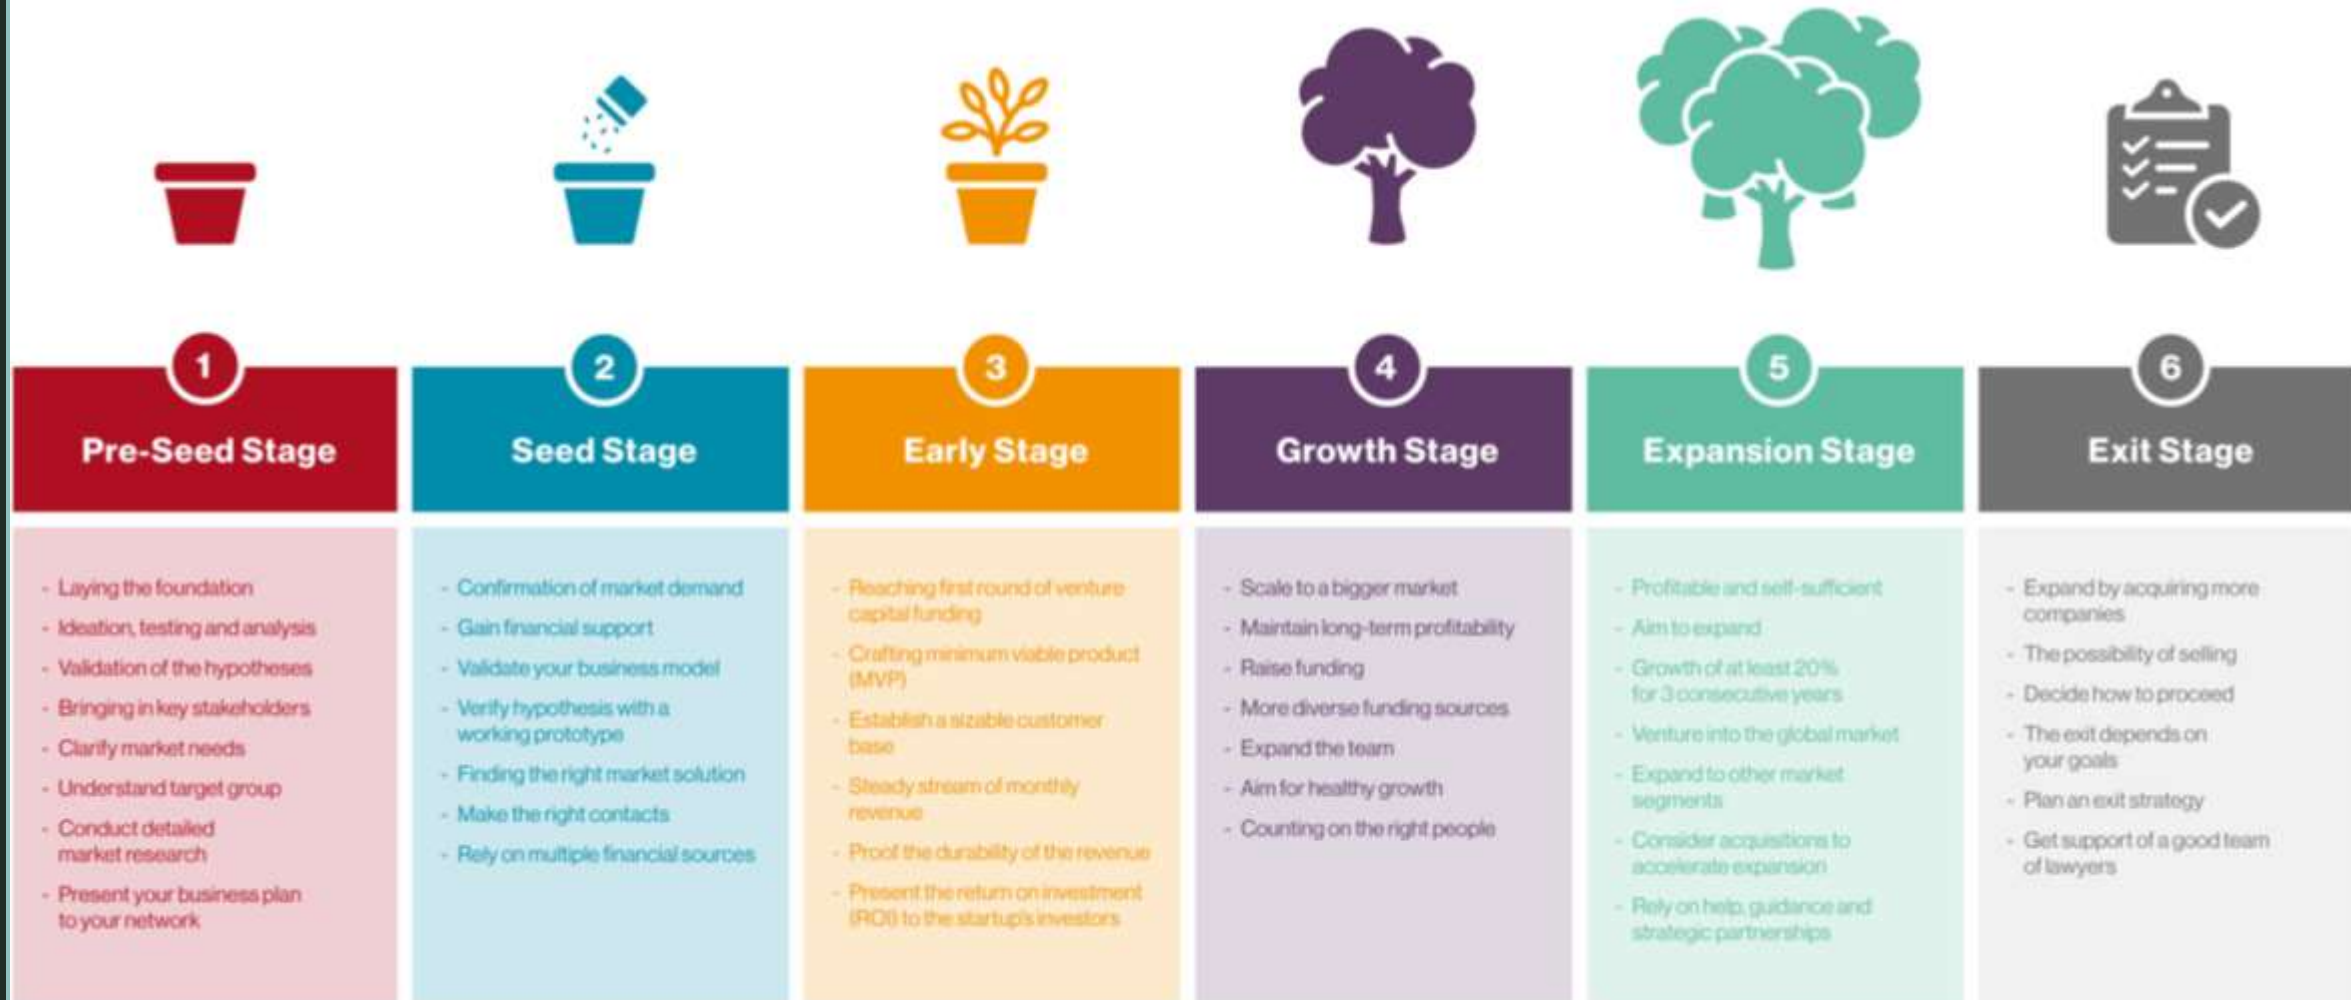 1
Pre-Seed Stage
- Laying the foundation
- Ideation, testing and analysis
- Validation of the hypotheses
- Bringing in key stakeholders
- Clarify market needs
- Understand target group
- Conduct detailed
market research
- Present your business plan
to your network
2
Seed Stage
- Confirmation of market demand
- Gain financial support
- Validate your business model
- Verify hypothesis with a
working prototype
- Finding the right market solution
- Make the right contacts
- Rely on multiple financial sources
3
Early Stage
- Reaching first round of venture
capital funding
- Crafting minimum viable product
(MVP)
- Establish a sizable customer
base
- Steady stream of monthly
revenue
- Proof the durability of the revenue
- Present the return on investment
(ROI) to the startup's investors
4
Growth Stage
- Scale to a bigger market
- Maintain long-term profitability
- Raise funding
- More diverse funding sources
- Expand the team
- Aim for healthy growth
- Counting on the right people
5
Expansion Stage
- Profitable and self-sufficient
- Aim to expand
- Growth of at least 20%
for 3 consecutive years
- Venture into the global market
- Expand to other market
segments
- Consider acquisitions to
accelerate expansion
- Rely on help, guidance and
strategic partnerships
6
Exit Stage
- Expand by acquiring more
companies
- The possibility of selling
- Decide how to proceed
- The exit depends on
your goals
- Plan an exit strategy
- Get support of a good team
of lawyers